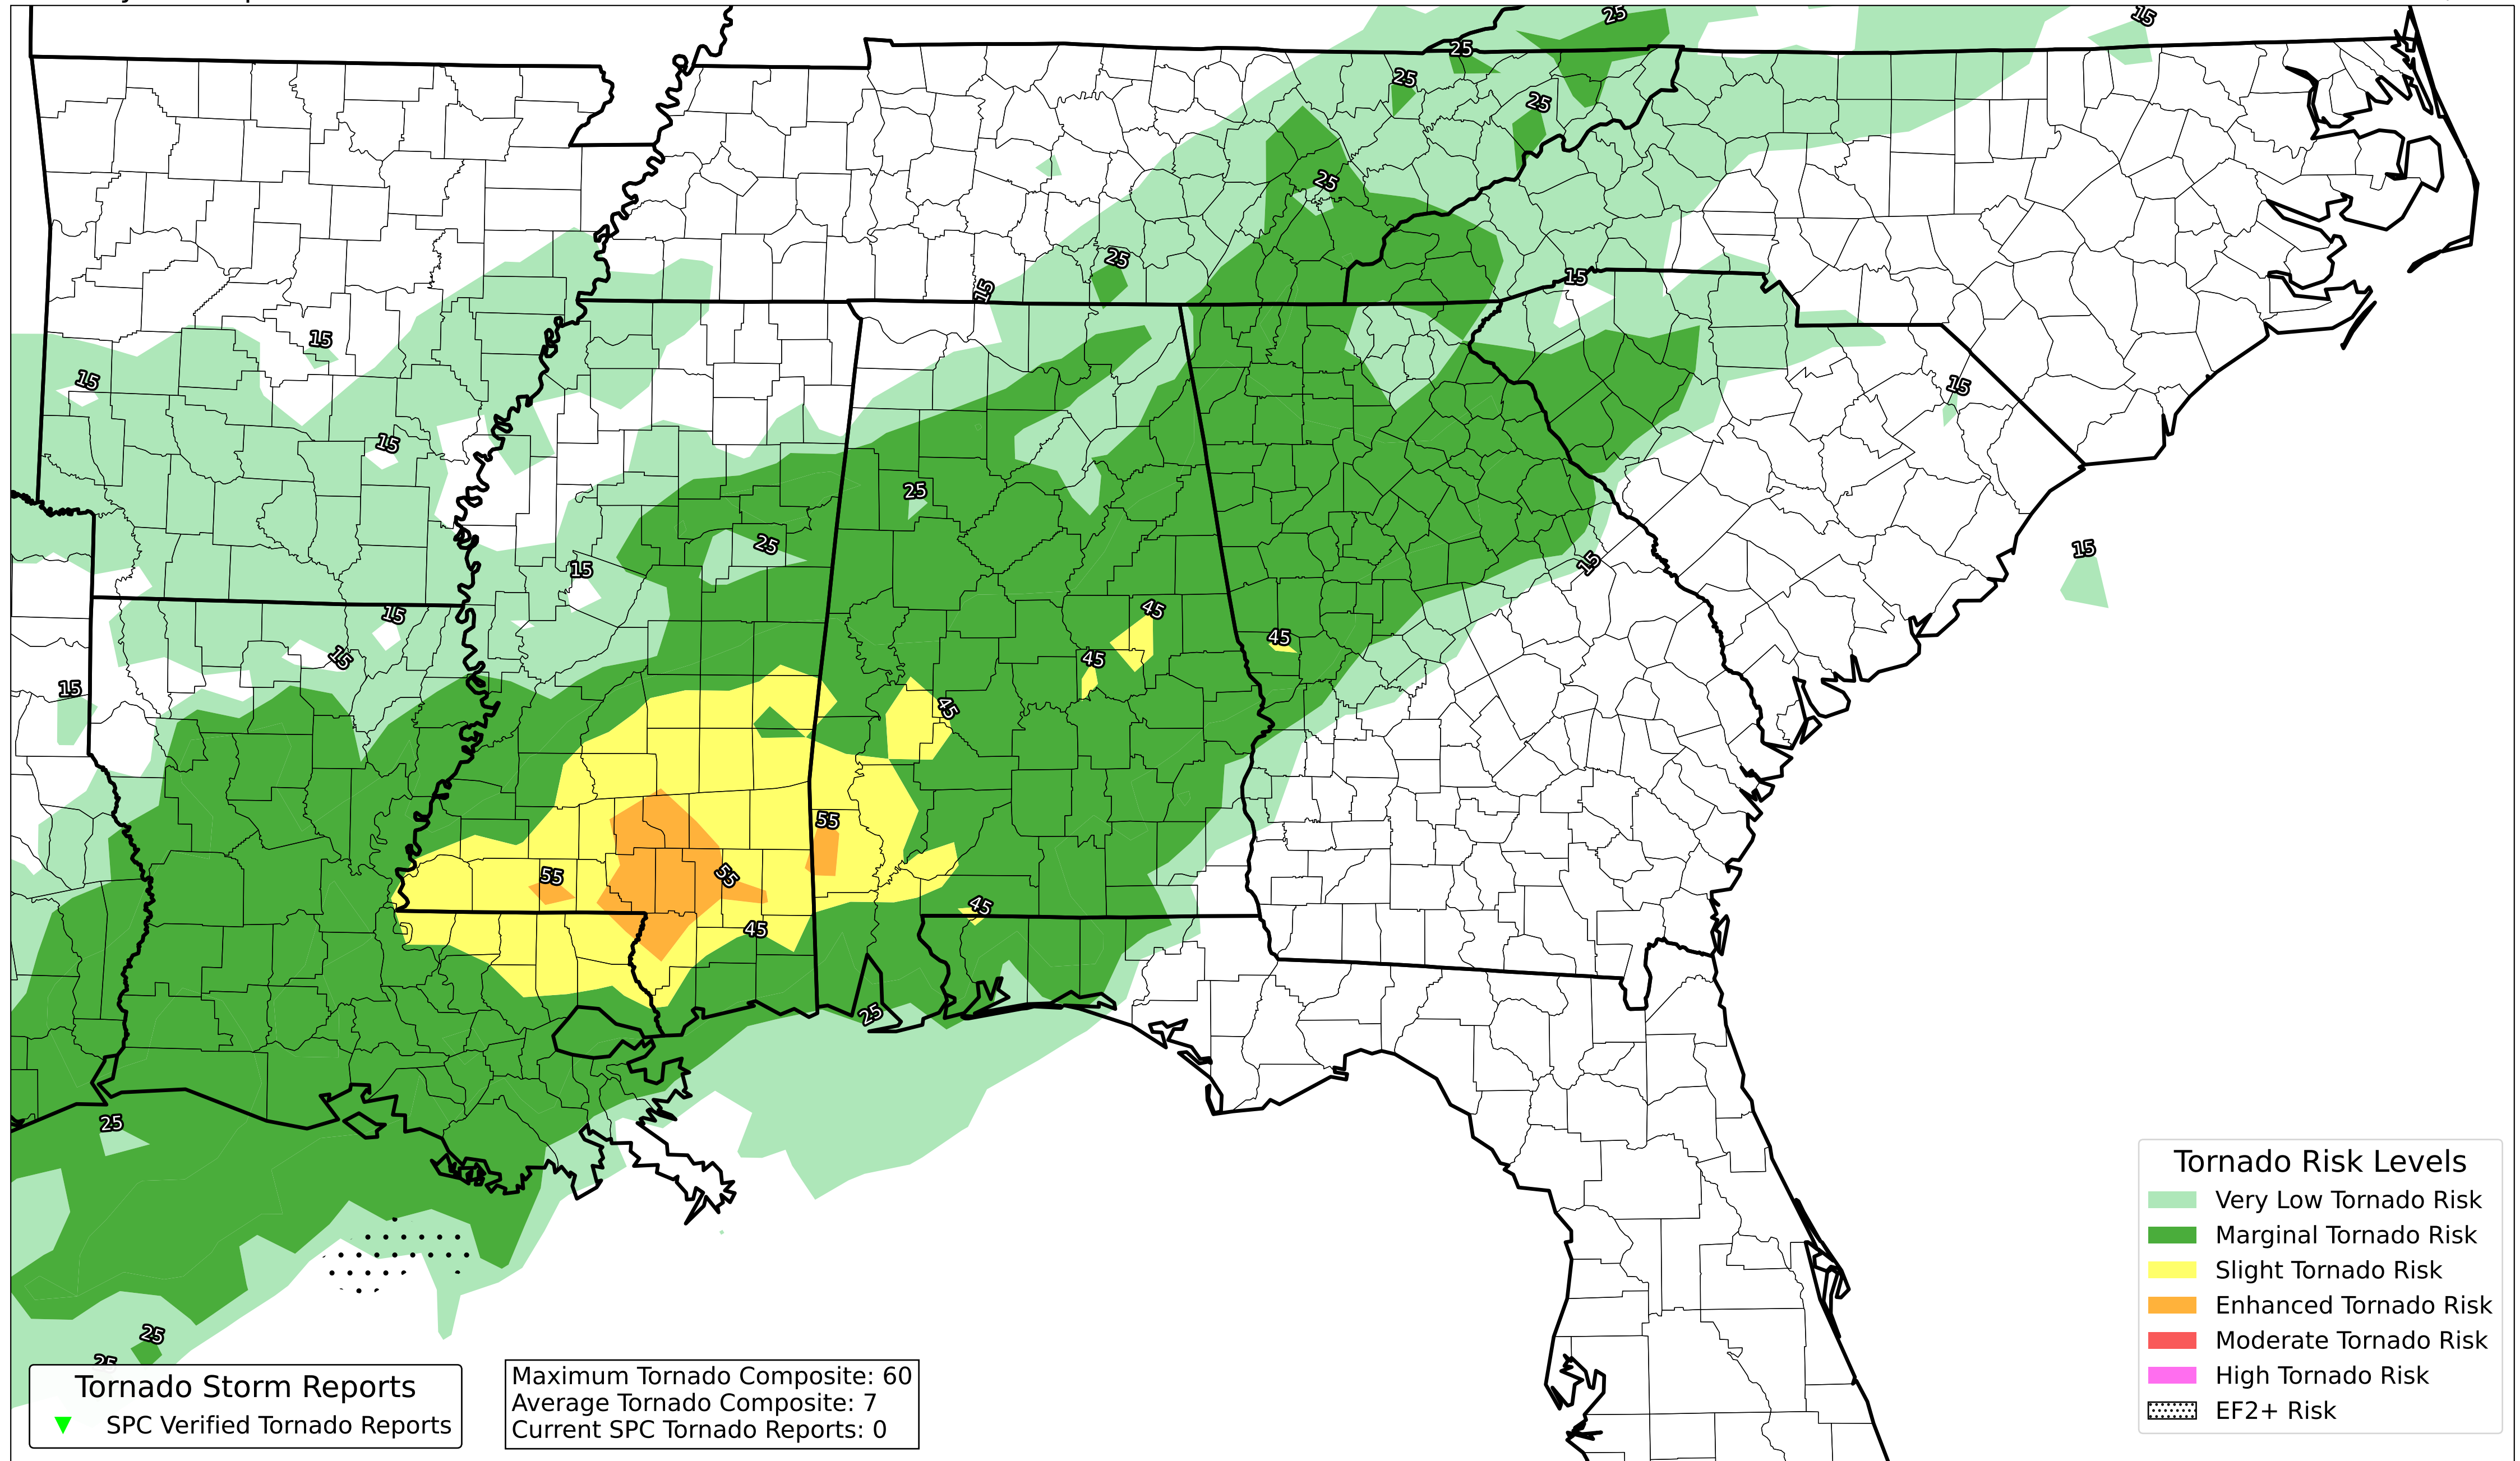 25
15
25
25
25
25
25
15
15
15
15
15
25
15
25
15
15
15
45
45
45
15
15
15
45
55
55
55
45
45
25
25
25
25
Tornado Risk Levels
Very Low Tornado Risk
Marginal Tornado Risk
Slight Tornado Risk
Enhanced Tornado Risk
Moderate Tornado Risk
High Tornado Risk
EF2+ Risk
Tornado Storm Reports
SPC Verified Tornado Reports
Maximum Tornado Composite: 60
Average Tornado Composite: 7
Current SPC Tornado Reports: 0